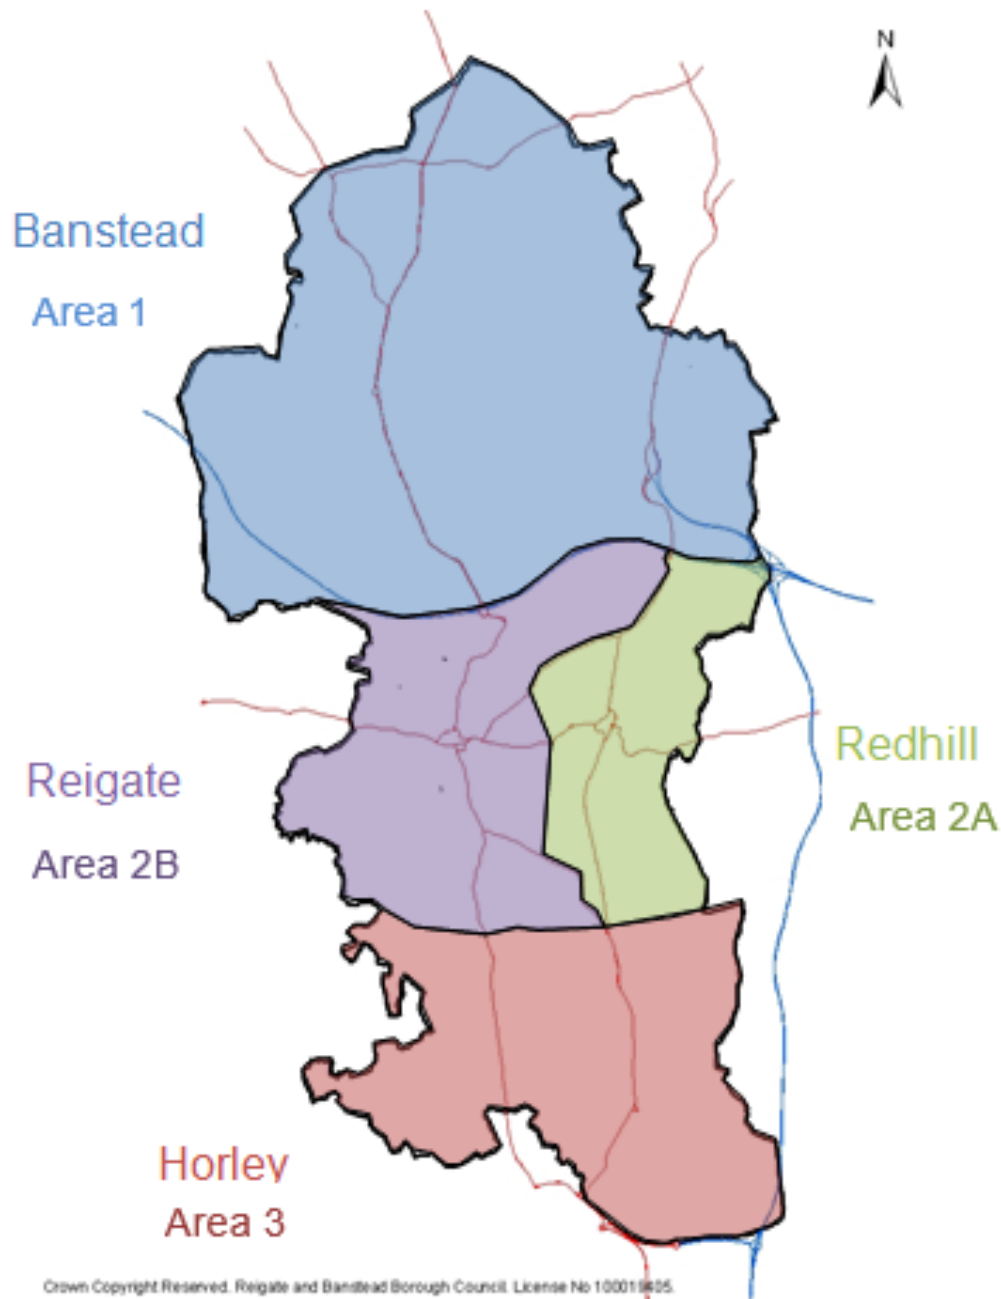 N
Banstead
Area 1
Redhill
Area 2A
Reigate
Area 2B
Horley
Area 3
Crown Copyright Reserved. Reigate and Banstead Borough Council. License No